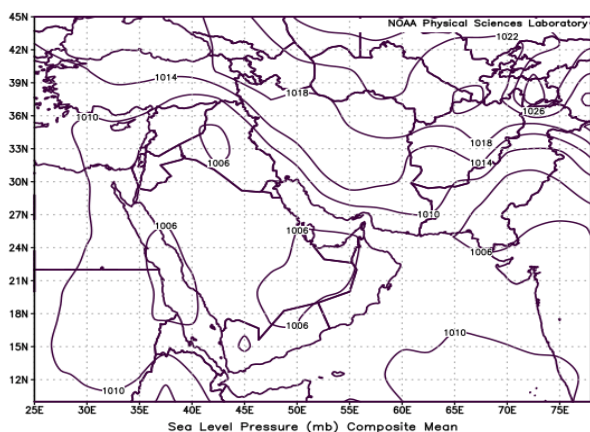 NOAA Physical Sciences Laboratory
45N
42N
39N
36N
33N
30N
27N
24N
21N
18N
15N
12N
1022
1014
1018
1026
1010
1018
1006
1014
1010
1006
1006
1006
1006
1010
1010
25E 30E 35E 40E 45E 50E 55E 60E 65E 70E 75E
Sea Level Pressure (mb) Composite Mean